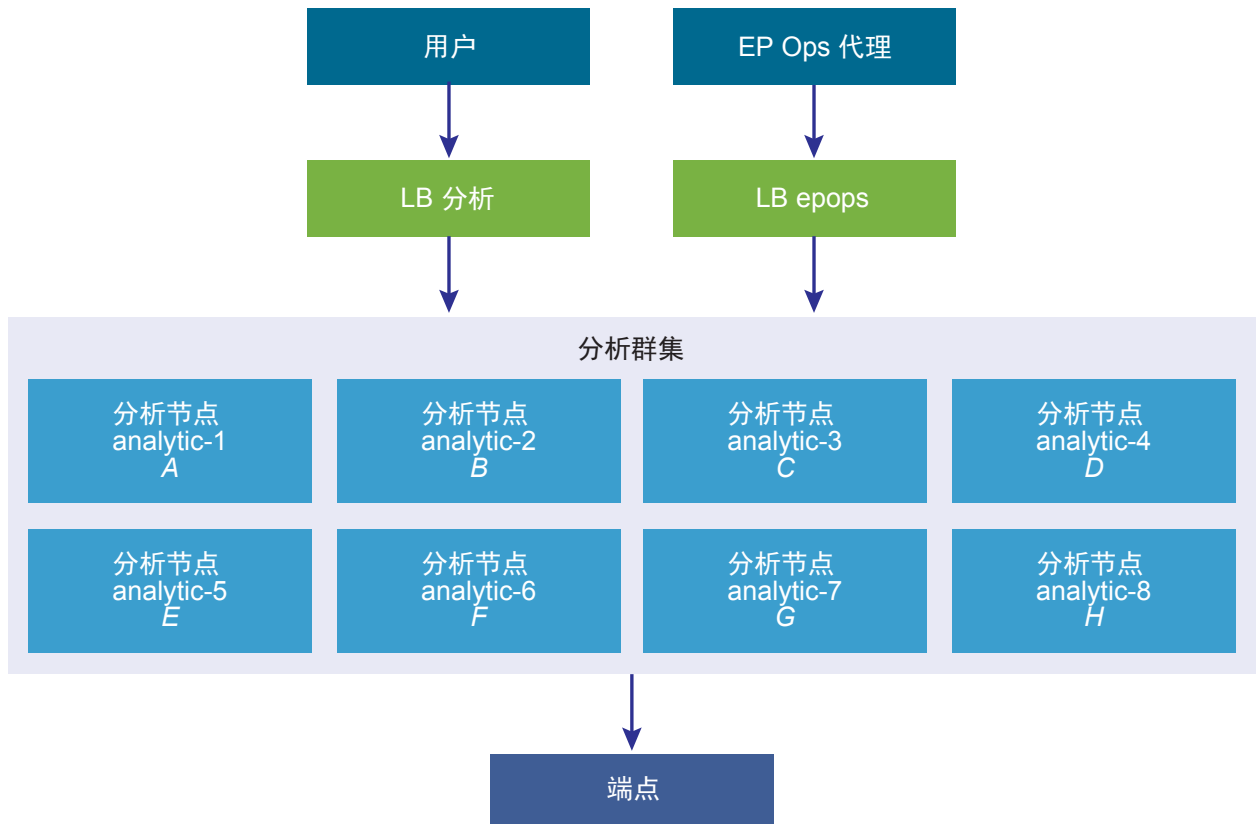 用户
EP Ops 代理
LB 分析
LB epops
分析群集
分析节点
analytic-1
A
分析节点
analytic-2
B
分析节点
analytic-3
C
分析节点
analytic-4
D
分析节点
analytic-5
E
分析节点
analytic-6
F
分析节点
analytic-7
G
分析节点
analytic-8
H
端点